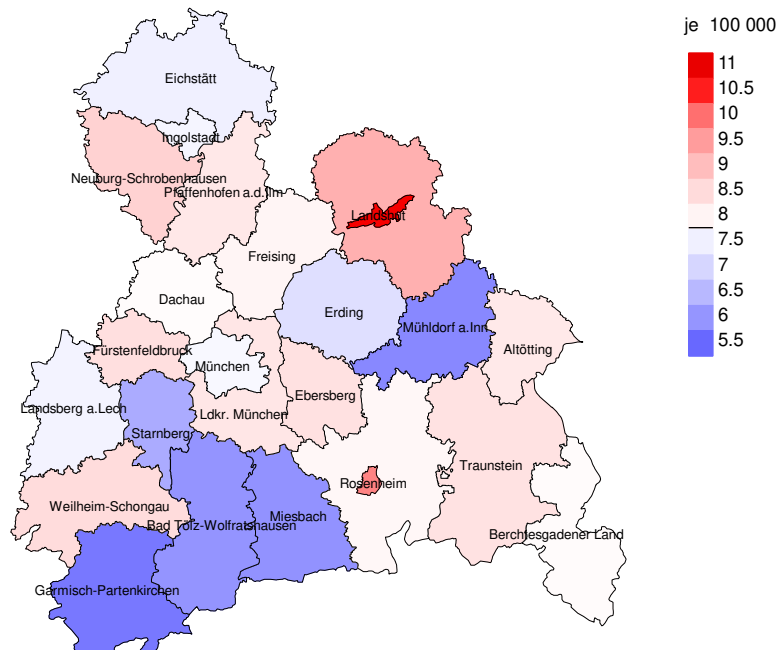 je 100 000
11
10.5
10
9.5
9
8.5
8
7.5
7
6.5
6
5.5
Eichstätt
Ingolstadt
Neuburg-Schrobenhausen
Pfaffenhofen a.d.Ilm
Landshut
Freising
Dachau
Erding
Mühldorf a.Inn
Altötting
Fürstenfeldbruck
München
Ebersberg
Landsberg a.Lech
Ldkr. München
Starnberg
Traunstein
Rosenheim
Weilheim-Schongau
Miesbach
Bad Tölz-Wolfratshausen
Berchtesgadener Land
Garmisch-Partenkirchen